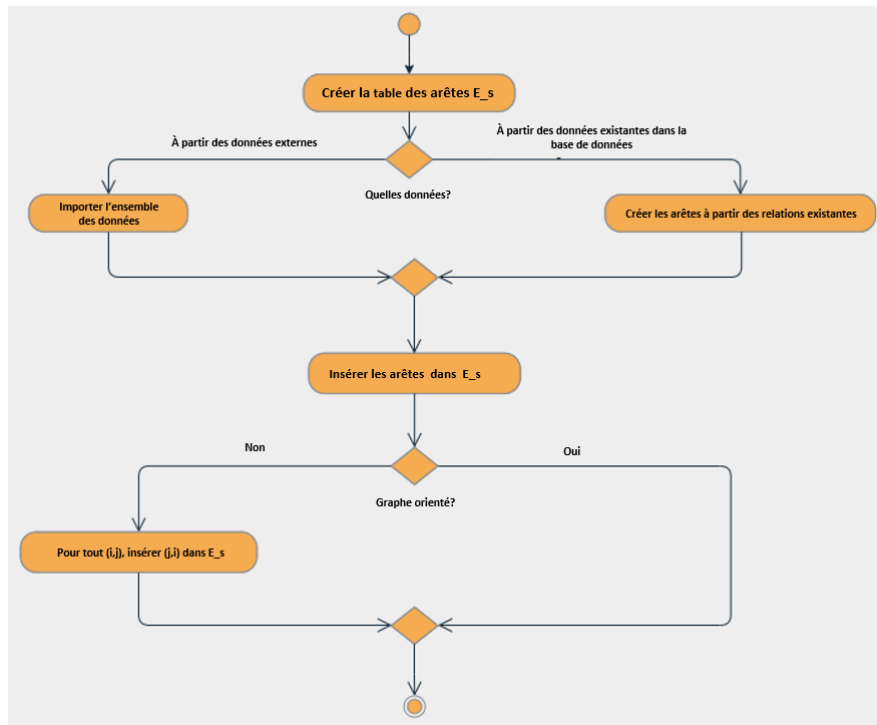 Créer la table des arêtes E_s
À partir des données externes
À partir des données existantes dans la
base de données
Quelles données?
Importer l'ensemble
des données
Créer les arêtes à partir des relations existantes
Insérer les arêtes dans E_s
Non
Oui
Graphe orienté?
Pour tout (i,j), insérer (j,i) dans E_s